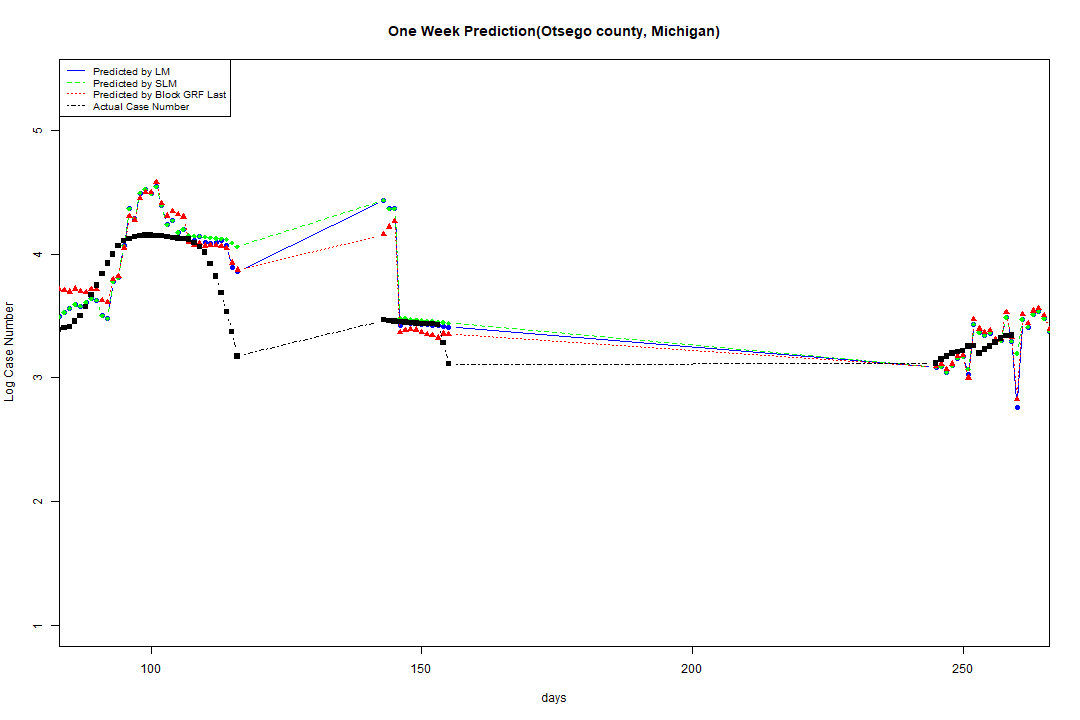 One Week Prediction(Otsego county, Michigan)
Predicted by LM
Predicted by SLM
Predicted by Block GRF Last
Actual Case Number
5
4
3
2
1
Log Case Number
100 150 200 250
days